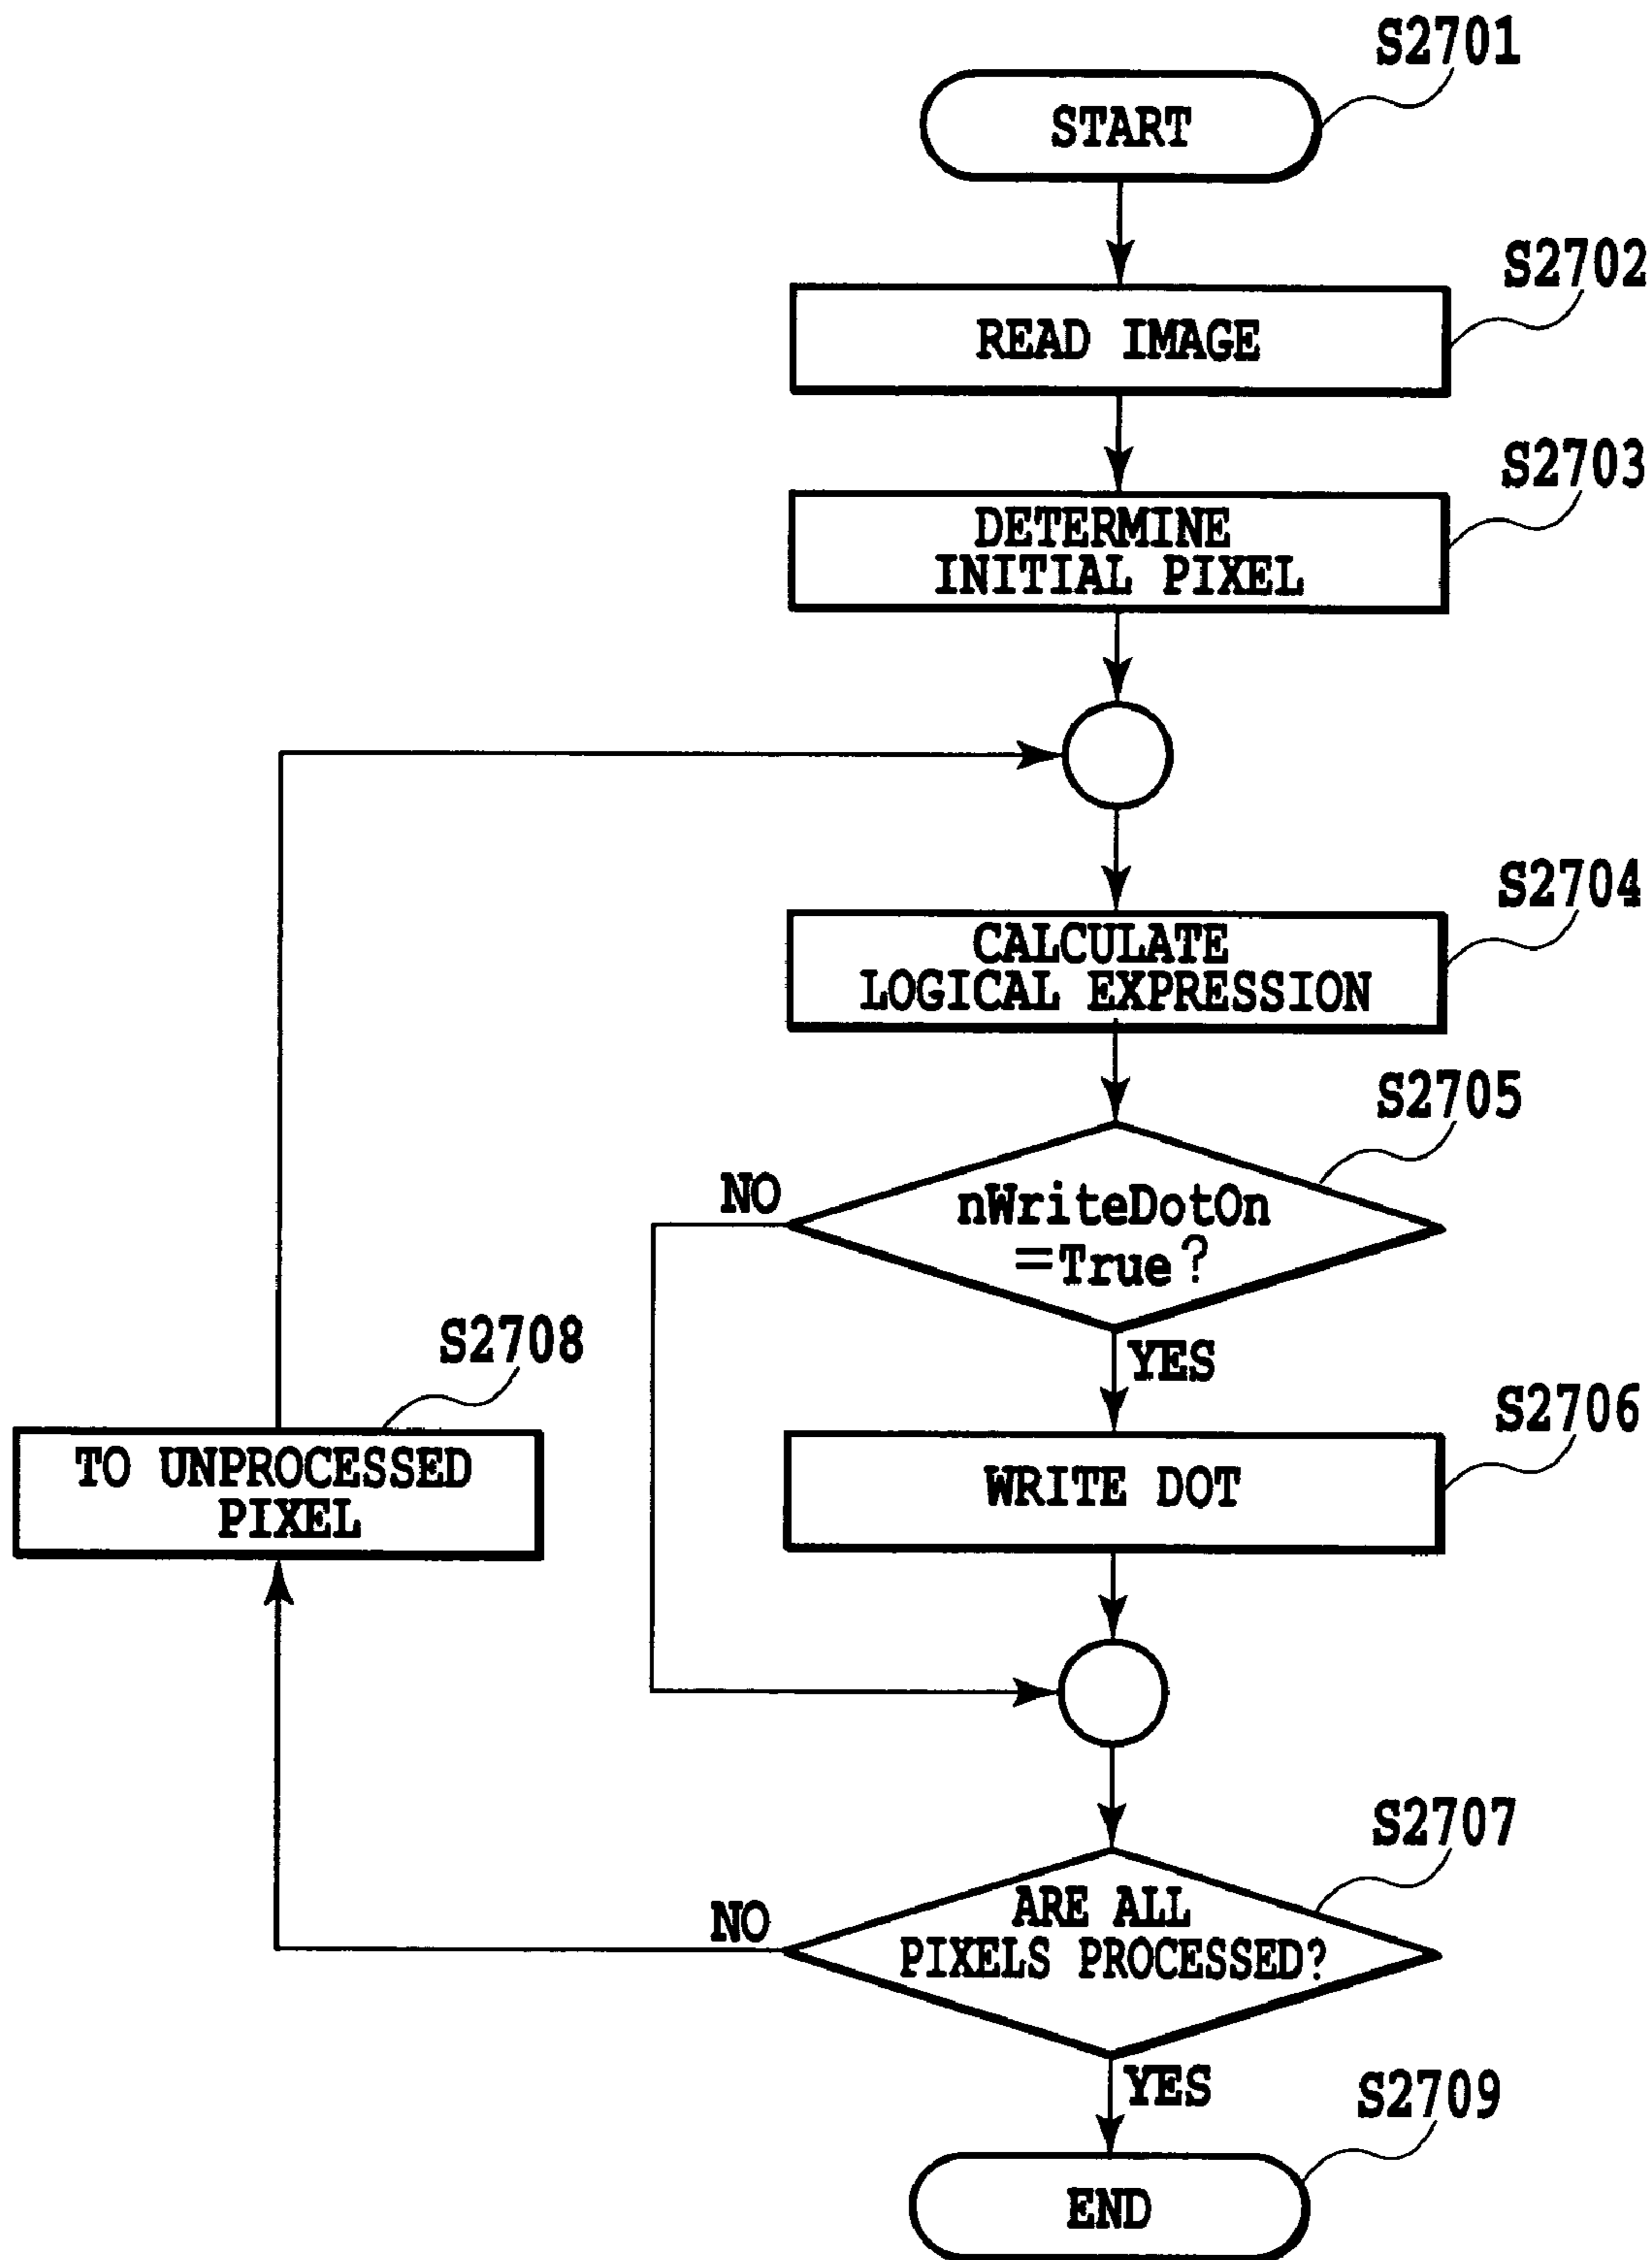 S2701
START
S2702
READ IMAGE
S2703
DETERMINE
INITIAL PIXEL
S2704
CALCULATE
LOGICAL EXPRESSION
S2705
NO
nWriteDotOn
=True?
YES
S2708
TO UNPROCESSED
PIXEL
S2706
WRITE DOT
S2707
NO
ARE ALL
PIXELS PROCESSED?
YES
S2709
END